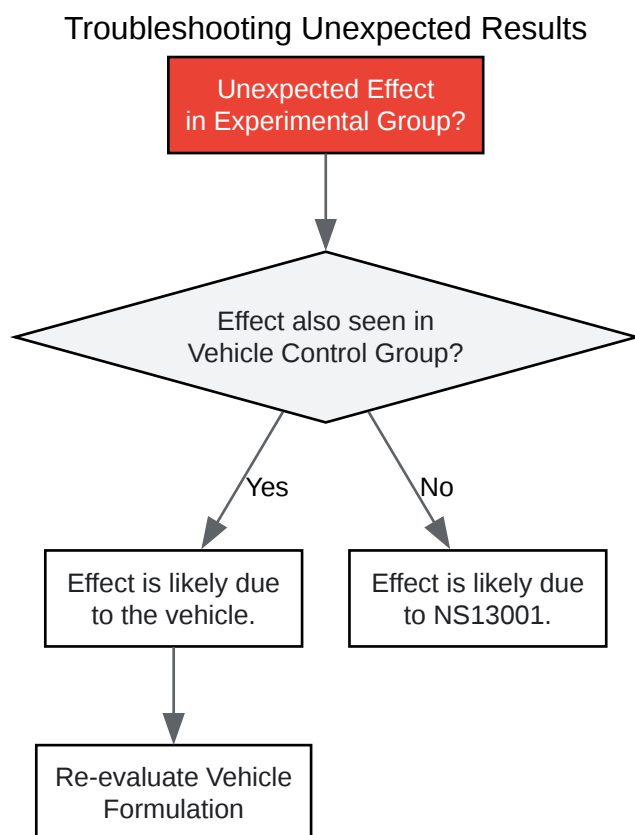 Troubleshooting Unexpected Results
Unexpected Effect
in Experimental Group?
Effect also seen in
Vehicle Control Group?
Yes
No
Effect is likely due
to the vehicle.
Effect is likely due
to NS13001.
Re-evaluate Vehicle
Formulation